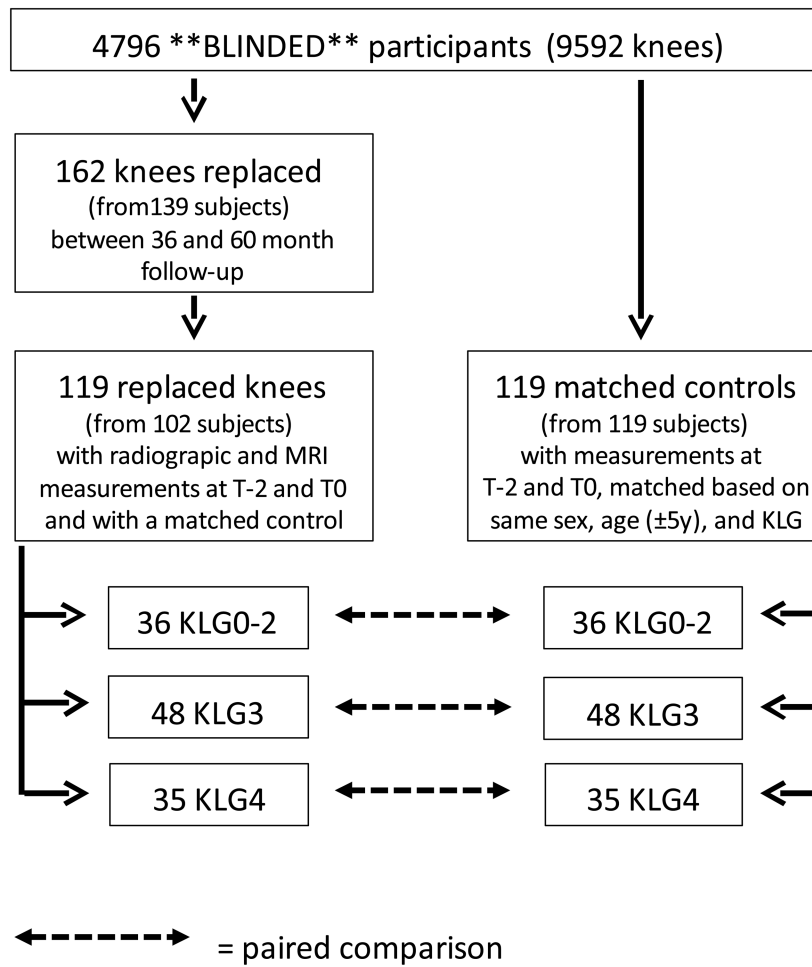 4796 **BLINDED** participants (9592 knees)
162 knees replaced
(from139 subjects)
between 36 and 60 month
follow-up
119 replaced knees
(from 102 subjects)
with radiograpic and MRI
measurements at T-2 and T0
and with a matched control
119 matched controls
(from 119 subjects)
with measurements at
T-2 and T0, matched based on
same sex, age (±5y), and KLG
36 KLG0-2
36 KLG0-2
48 KLG3
48 KLG3
35 KLG4
35 KLG4
= paired comparison